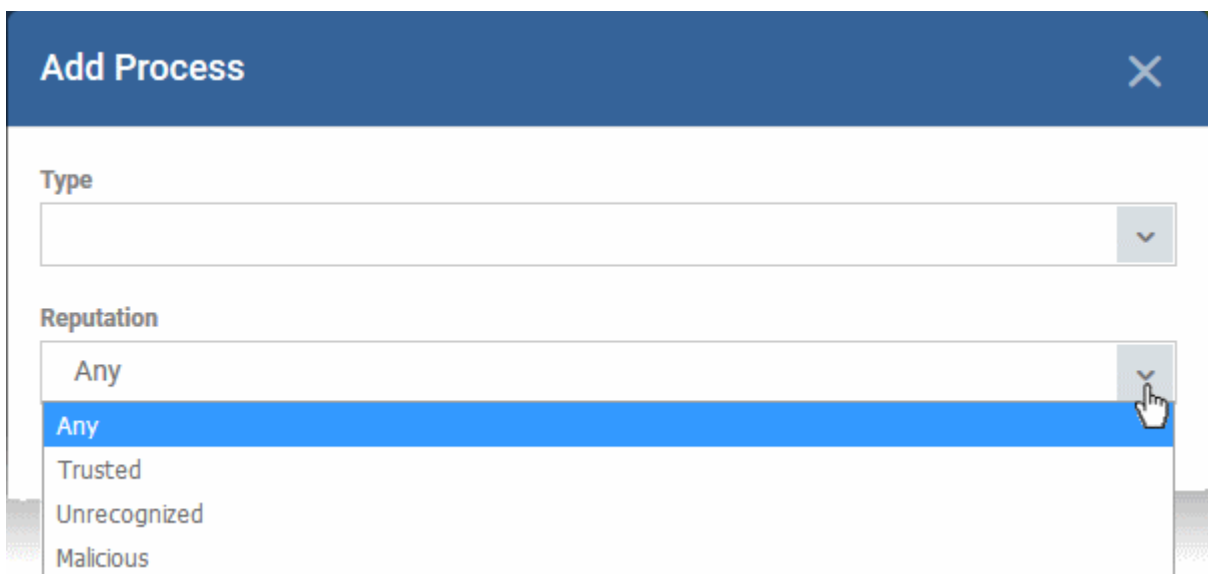 Add Process
Type
Reputation
Any
Any
Trusted
Unrecognized
Malicious